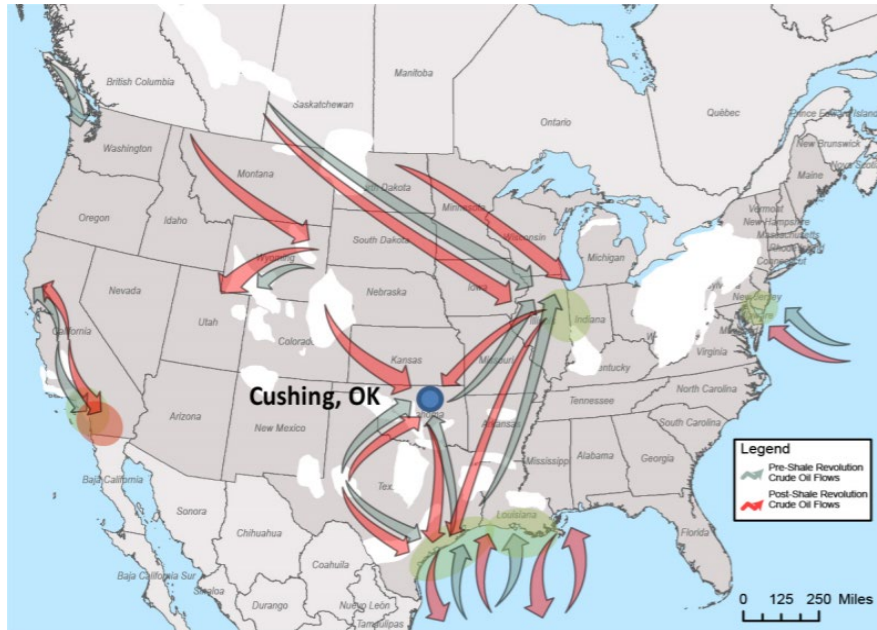 British Columbia
Saskatchewan
Manitoba
Ontario
Québec
Prince Edward Island
New Brunswick
Nova Scotia
Washington
Montana
North Dakota
Minnesota
Maine
Oregon
Idaho
Wyoming
South Dakota
Wisconsin
Michigan
Vermont
New Hampshire
Massachusetts
Rhode Island
Connecticut
Nevada
Utah
Nebraska
Iowa
Illinois
Indiana
New Jersey
California
Colorado
Kansas
Missouri
Kentucky
Virginia
Cushing, OK
Arizona
New Mexico
Arkansas
Tennessee
North Carolina
South Carolina
Mississippi
Alabama
Georgia
Louisiana
Florida
Baja California
Sonora
Chihuahua
Coahuila
Baja California Sur
Sinaloa
Durango
Nuevo León
Tamaulipas
Legend
Pre-Shale Revolution
Crude Oil Flows
Post-Shale Revolution
Crude Oil Flows
0 125 250 Miles